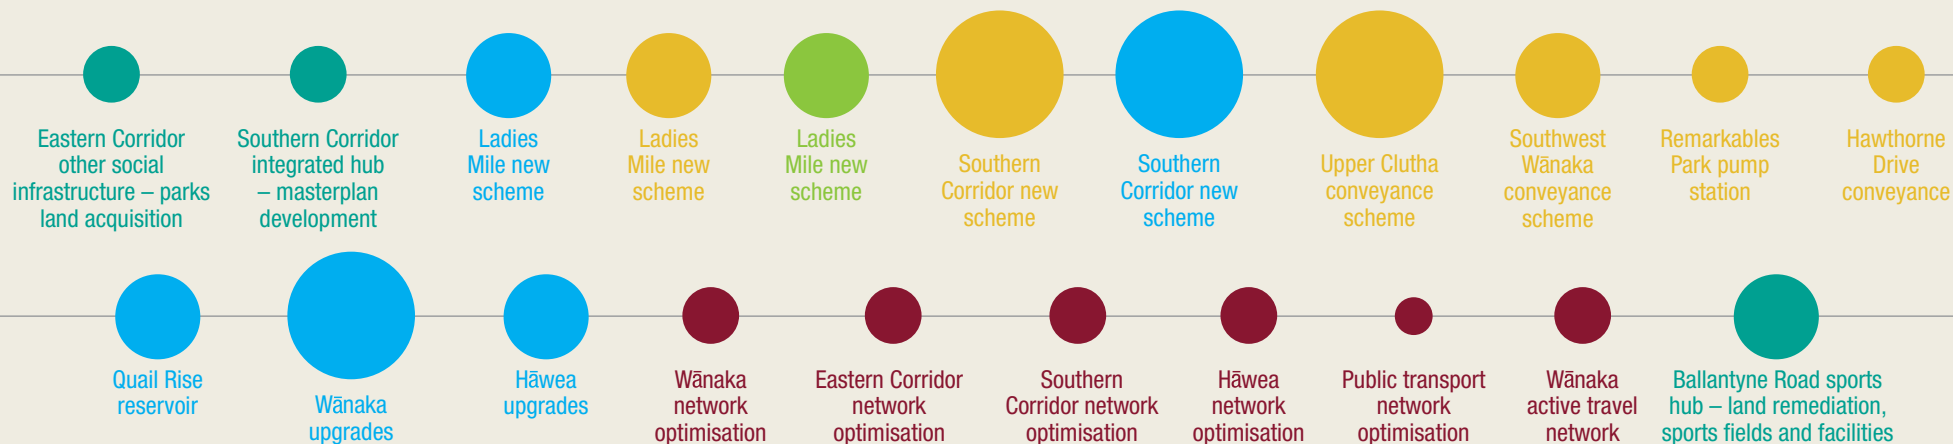 Eastern Corridor
other social
infrastructure – parks
land acquisition
Southern Corridor
integrated hub
– masterplan
development
Ladies
Mile new
scheme
Ladies
Mile new
scheme
Ladies
Mile new
scheme
Southern
Corridor new
scheme
Southern
Corridor new
scheme
Upper Clutha
conveyance
scheme
Southwest
Wānaka
conveyance
scheme
Remarkables
Park pump
station
Hawthorne
Drive
conveyance
Quail Rise
reservoir
Wānaka
upgrades
Hāwea
upgrades
Wānaka
network
optimisation
Eastern Corridor
network
optimisation
Southern
Corridor network
optimisation
Hāwea
network
optimisation
Public transport
network
optimisation
Wānaka
active travel
network
Ballantyne Road sports
hub – land remediation,
sports fields and facilities